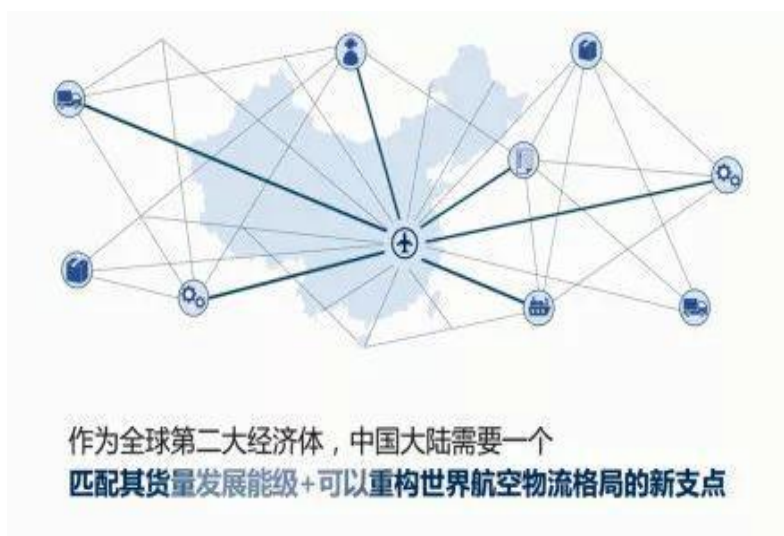 作为全球第二大经济体，中国大陆需要一个
匹配其货量发展能级+可以重构世界航空物流格局的新支点